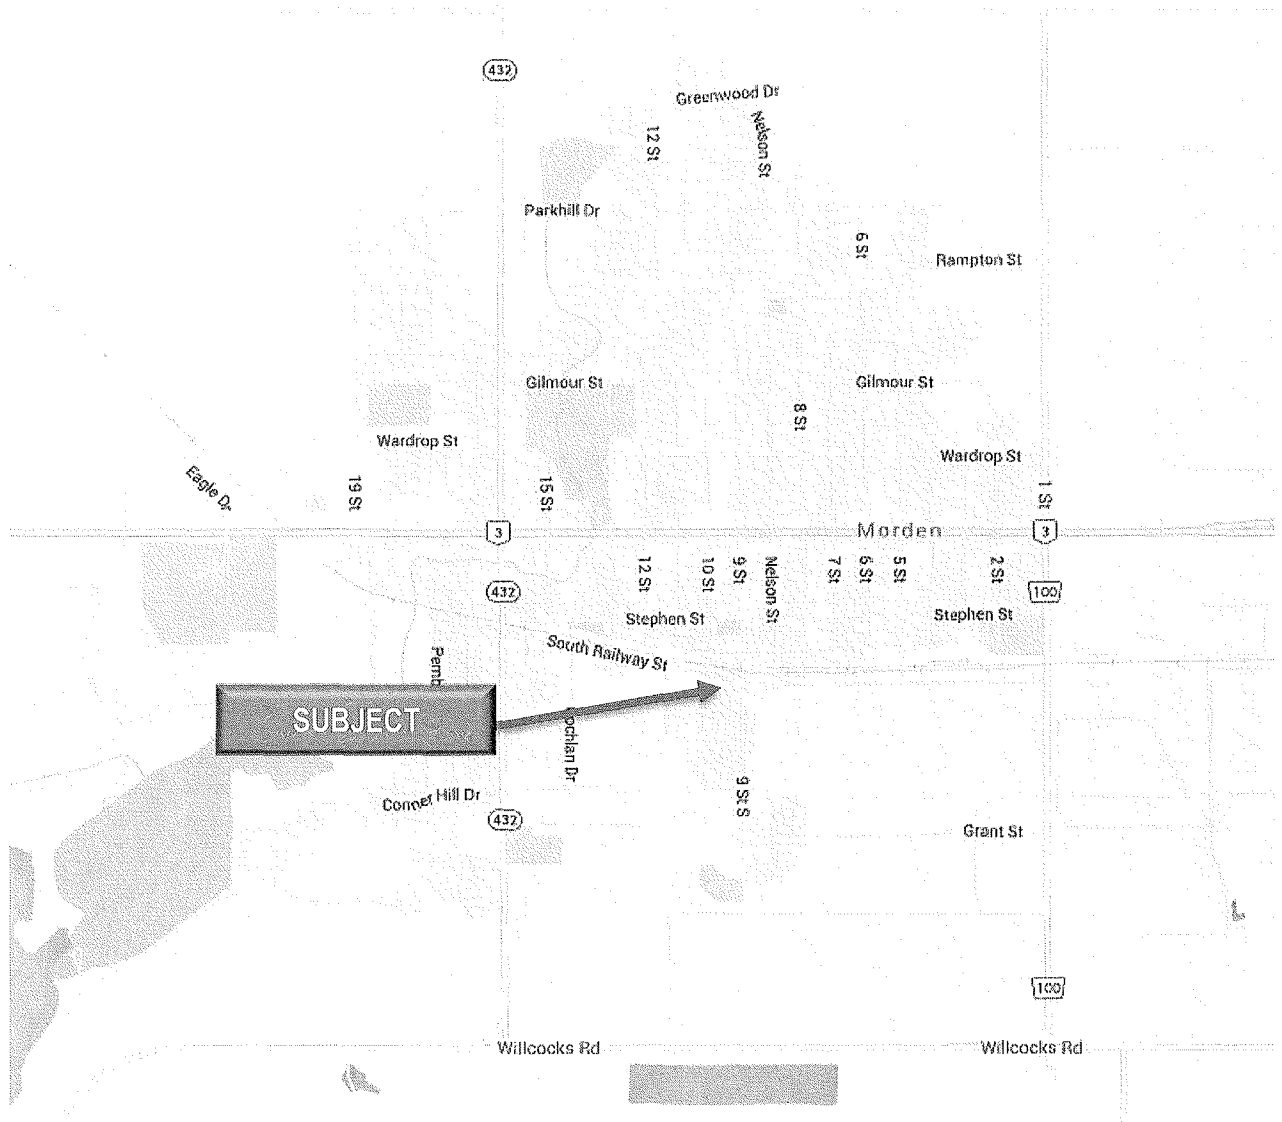 432
Greenwood Dr
12 St
Nelson St
Parkhill Dr
6 St
Rampton St
Gilmour St
Gilmour St
8 St
Wardrop St
Wardrop St
Eagle Dr
19 St
15 St
1 St
3
Morden
3
12 St
10 St
9 St
Nelson St
7 St
6 St
5 St
2 St
432
100
Stephen St
Stephen St
South Railway St
Pemb
SUBJECT
ochlan Dr
9 St S
Conner Hill Dr
432
Grant St
100
Willcocks Rd
Willcocks Rd